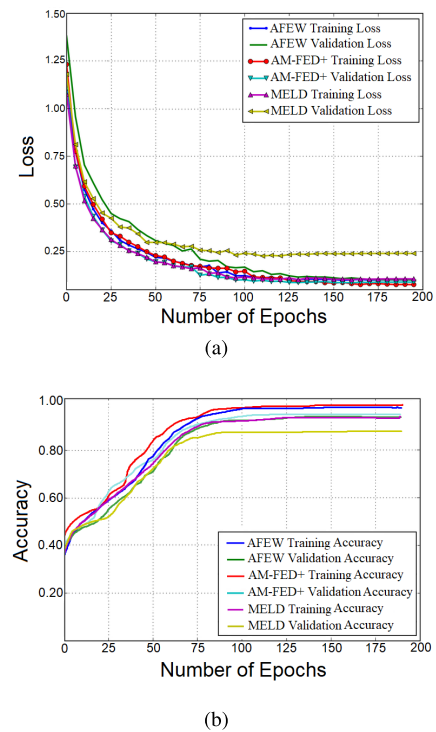 1.50
1.25
1.00
0.75
0.50
0.25
Loss
AFEW Training Loss
AFEW Validation Loss
AM-FED+ Training Loss
AM-FED+ Validation Loss
MELD Training Loss
MELD Validation Loss
0 25 50 75 100 125 150 175 200
Number of Epochs
(a)
1.00
0.80
0.60
0.40
0.20
Accuracy
AFEW Training Accuracy
AFEW Validation Accuracy
AM-FED+ Training Accuracy
AM-FED+ Validation Accuracy
MELD Training Accuracy
MELD Validation Accuracy
0 25 50 75 100 125 150 175 200
Number of Epochs
(b)